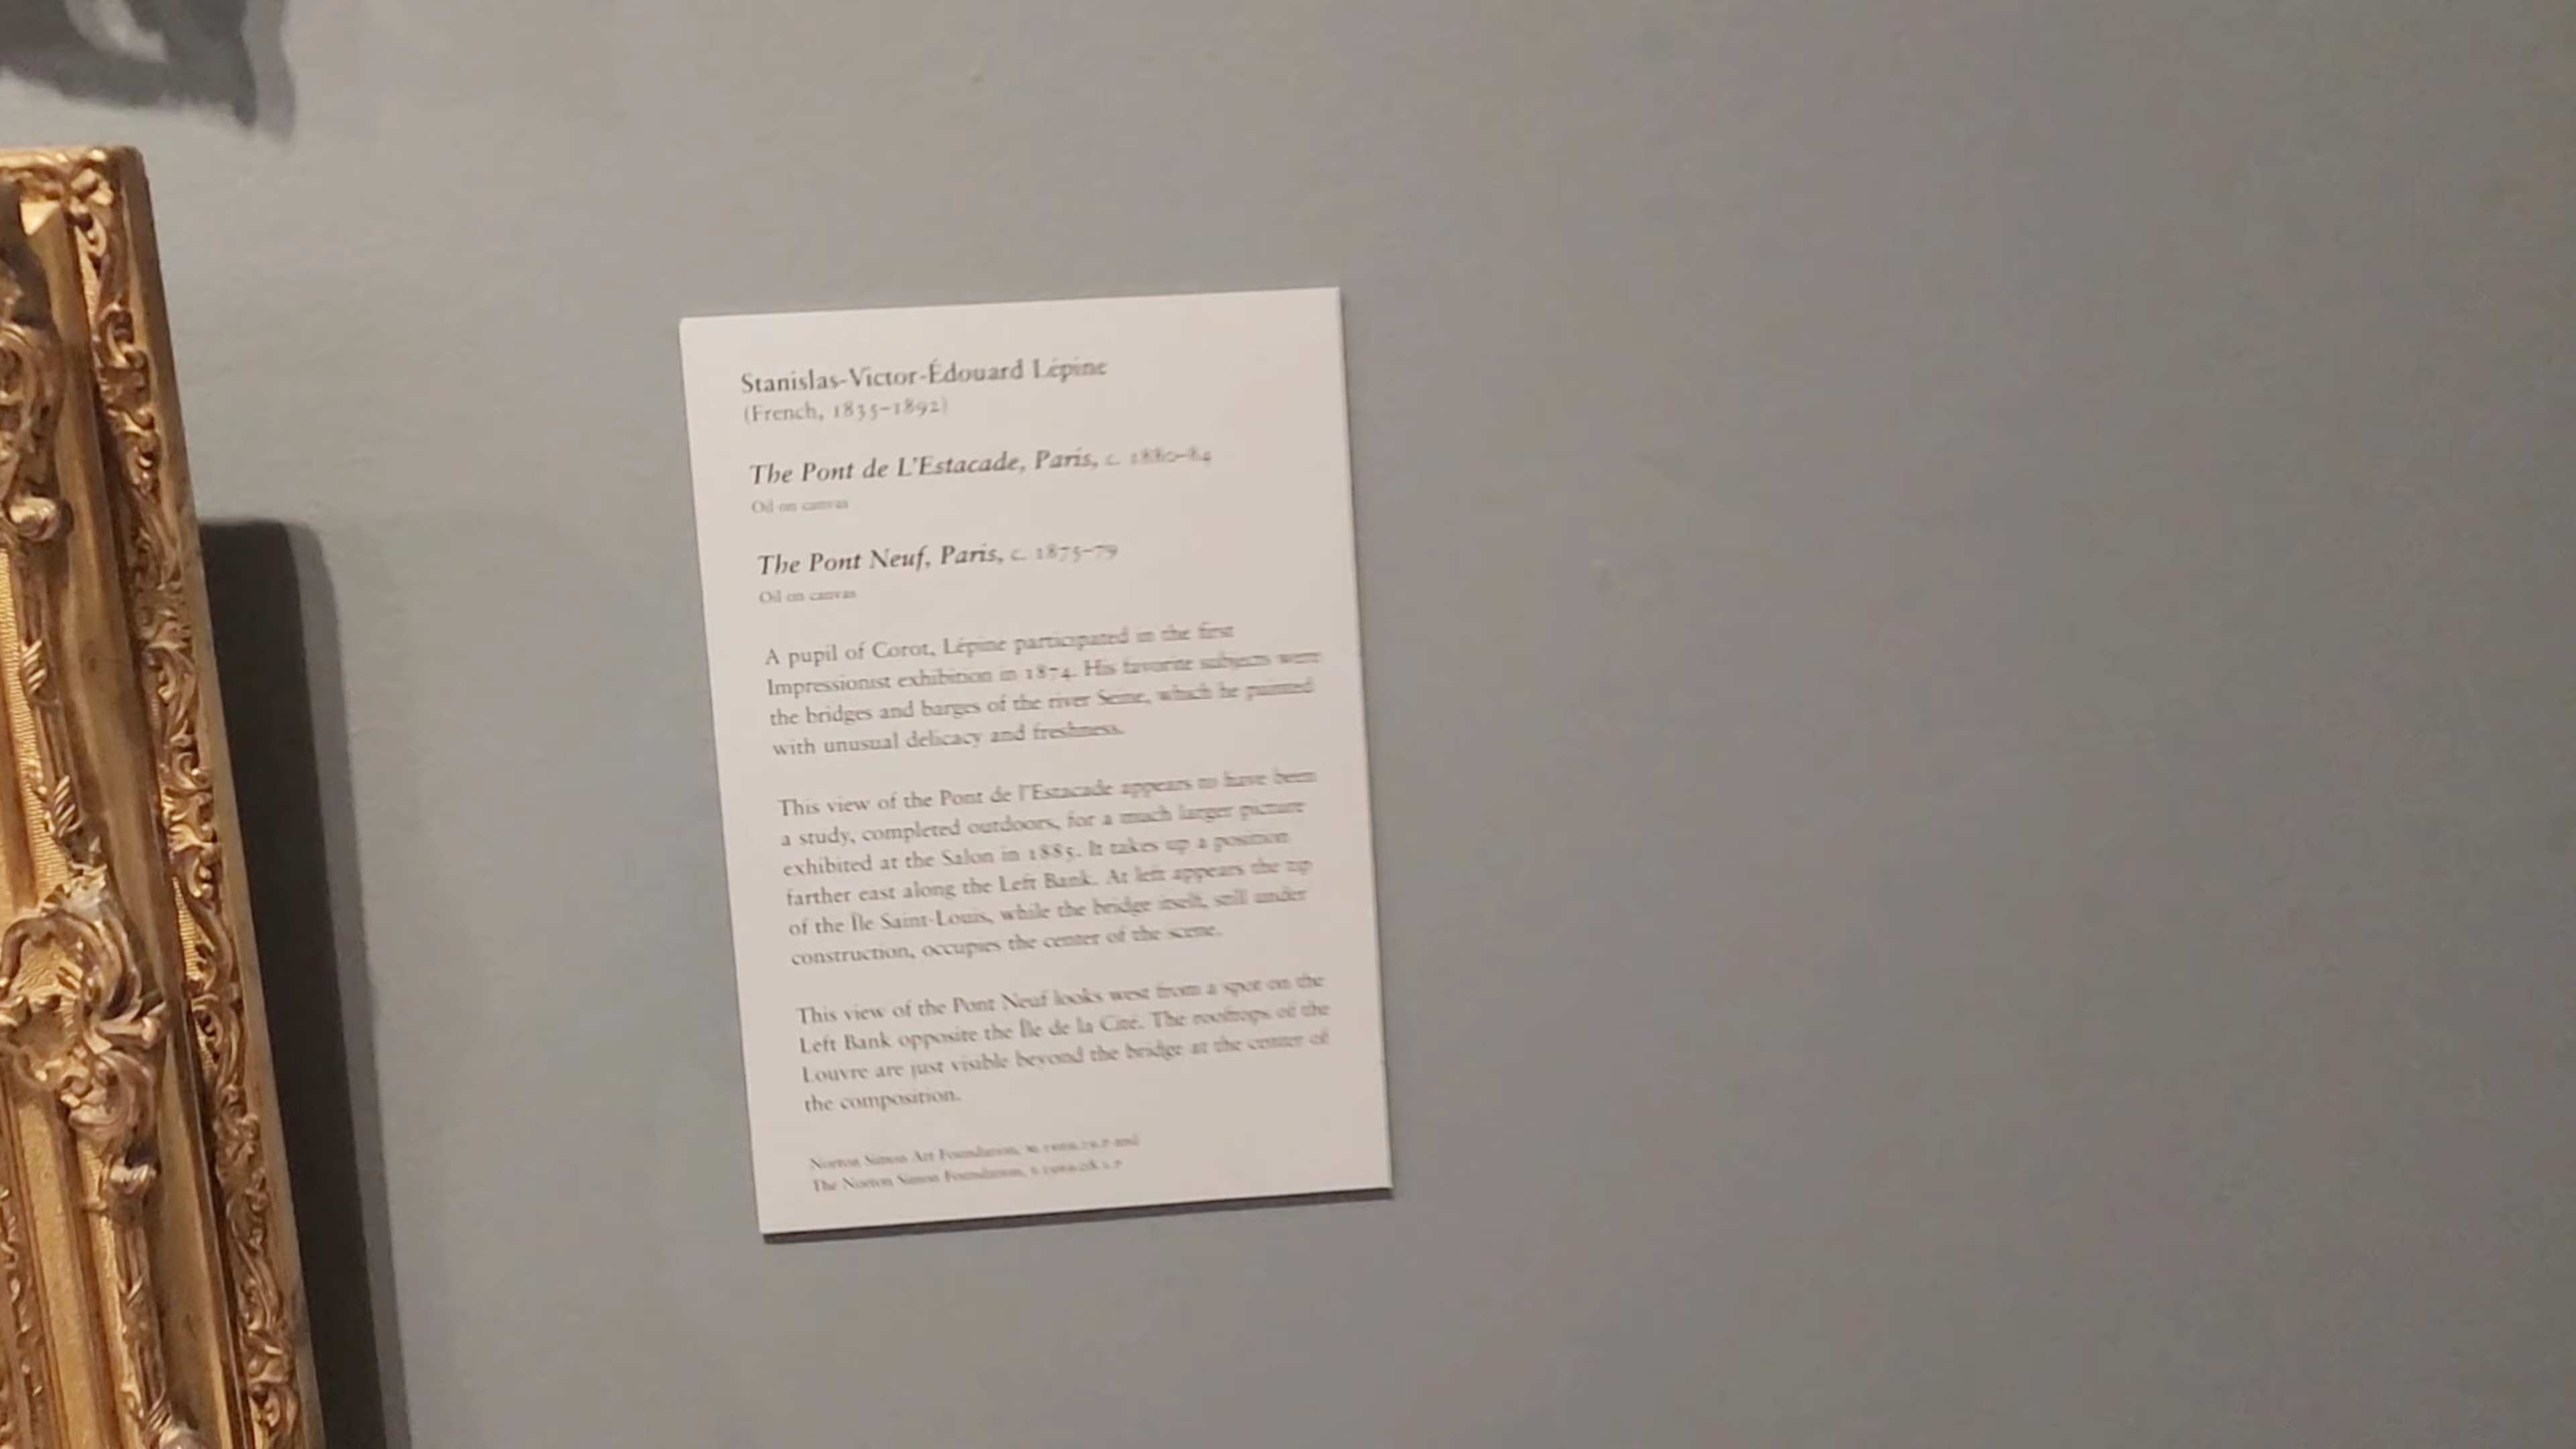 Stanislas-Victor-Édouard Lépine
(French, 1835–1892)
The Pont de L'Estacade, Paris, c. 1880–84
Oil on canvas
The Pont Neuf, Paris, c. 1875–79
Oil on canvas
A pupil of Corot, Lépine participated in the first
Impressionist exhibition in 1874. His favorite subjects were
the bridges and barges of the river Seine, which he painted
with unusual delicacy and freshness.
This view of the Pont de l'Estacade appears to have been
a study, completed outdoors, for a much larger picture
exhibited at the Salon in 1885. It takes up a position
farther east along the Left Bank. At left appears the tip
of the Île Saint-Louis, while the bridge itself, still under
construction, occupies the center of the scene.
This view of the Pont Neuf looks west from a spot on the
Left Bank opposite the Île de la Cité. The rooftops of the
Louvre are just visible beyond the bridge at the center of
the composition.
Norton Simon Art Foundation, and
The Norton Simon Foundation,